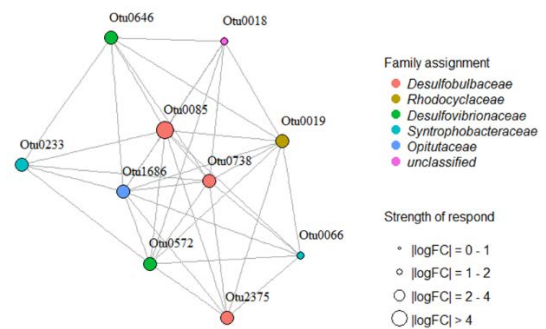 Otu0646
Otu0018
Otu0085
Otu0019
Otu0233
Otu0738
Otu1686
Otu0572
Otu0066
Otu2375
Family assignment
Desulfobulbaceae
Rhodocyclaceae
Desulfovibrionaceae
Syntrophobacteraceae
Opitutaceae
unclassified
Strength of respond
|logFC| = 0 - 1
|logFC| = 1 - 2
|logFC| = 2 - 4
|logFC| > 4